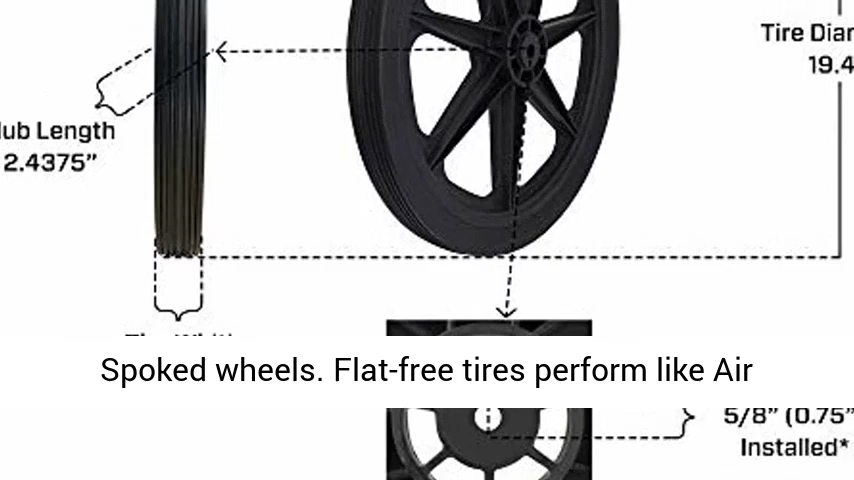 Tire Diar
19.4
lub Length
2.4375”
Spoked wheels. Flat-free tires perform like Air
5/8” (0.75”
Installed*